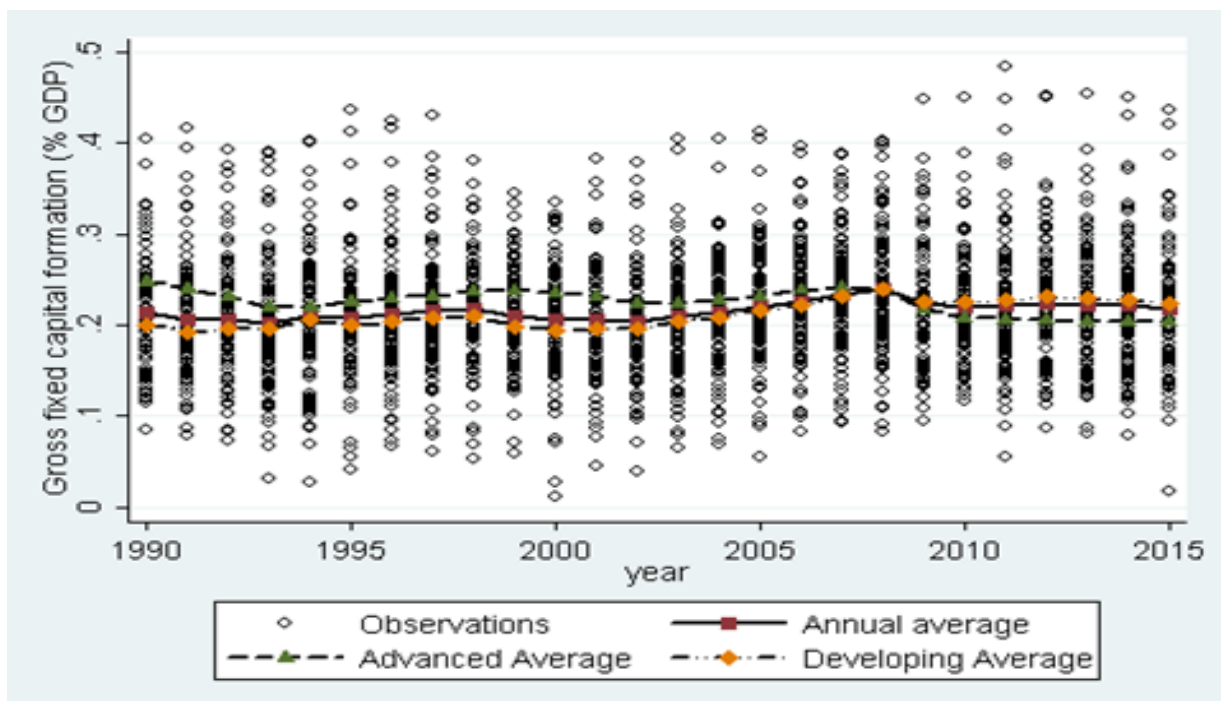 Gross fixed capital formation (% GDP)
.5
.4
.3
.2
.1
0
1990 1995 2000 2005 2010 2015
year
Observations Annual average
Advanced Average Developing Average